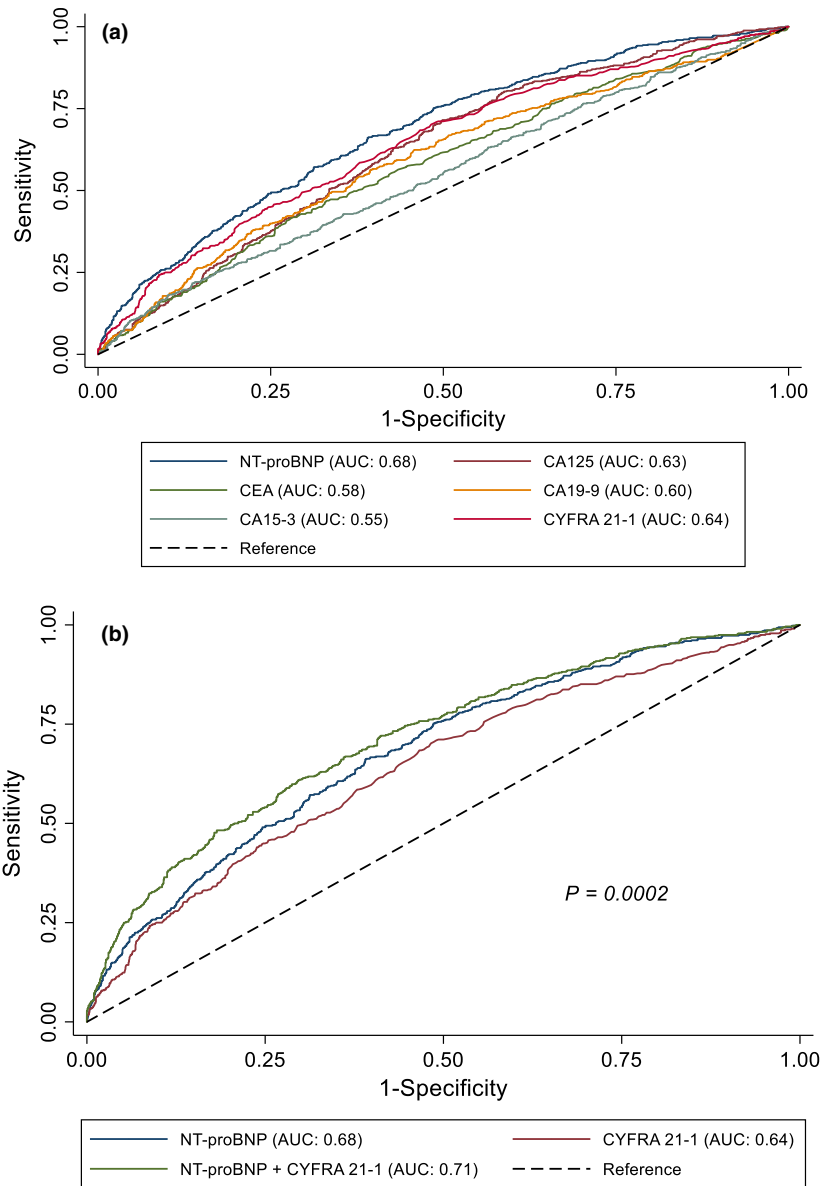 (a)
1.00
0.75
0.50
0.25
0.00
Sensitivity
0.00 0.25 0.50 0.75 1.00
1-Specificity
NT-proBNP (AUC: 0.68) CA125 (AUC: 0.63)
CEA (AUC: 0.58) CA19-9 (AUC: 0.60)
CA15-3 (AUC: 0.55) CYFRA 21-1 (AUC: 0.64)
Reference
(b)
1.00
0.75
0.50
0.25
0.00
Sensitivity
P = 0.0002
0.00 0.25 0.50 0.75 1.00
1-Specificity
NT-proBNP (AUC: 0.68) CYFRA 21-1 (AUC: 0.64)
NT-proBNP + CYFRA 21-1 (AUC: 0.71) Reference